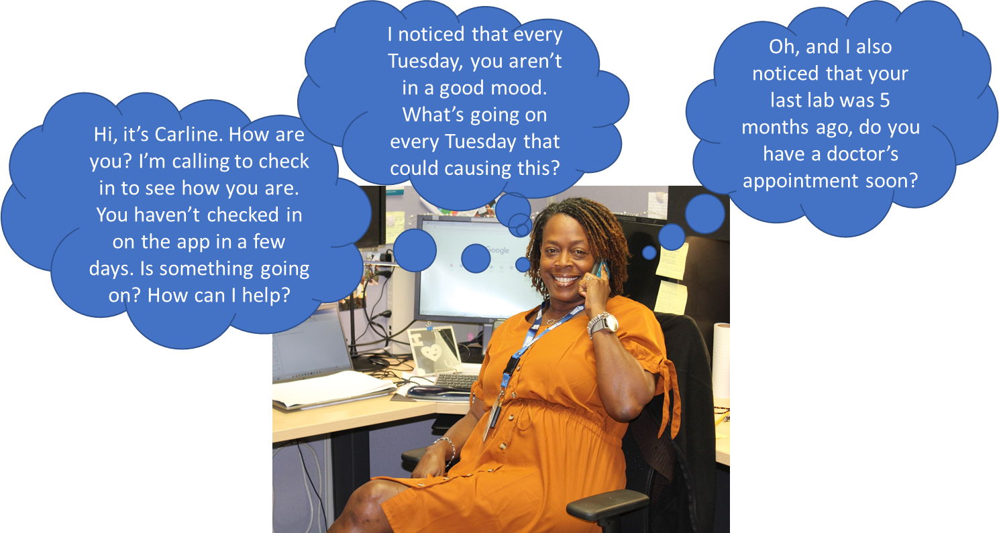 Hi, it’s Carline. How are
you? I’m calling to check
in to see how you are.
You haven’t checked in
on the app in a few
days. Is something going
on? How can I help?
I noticed that every
Tuesday, you aren’t
in a good mood.
What’s going on
every Tuesday that
could causing this?
Oh, and I also
noticed that your
last lab was 5
months ago, do you
have a doctor’s
appointment soon?
Google
I